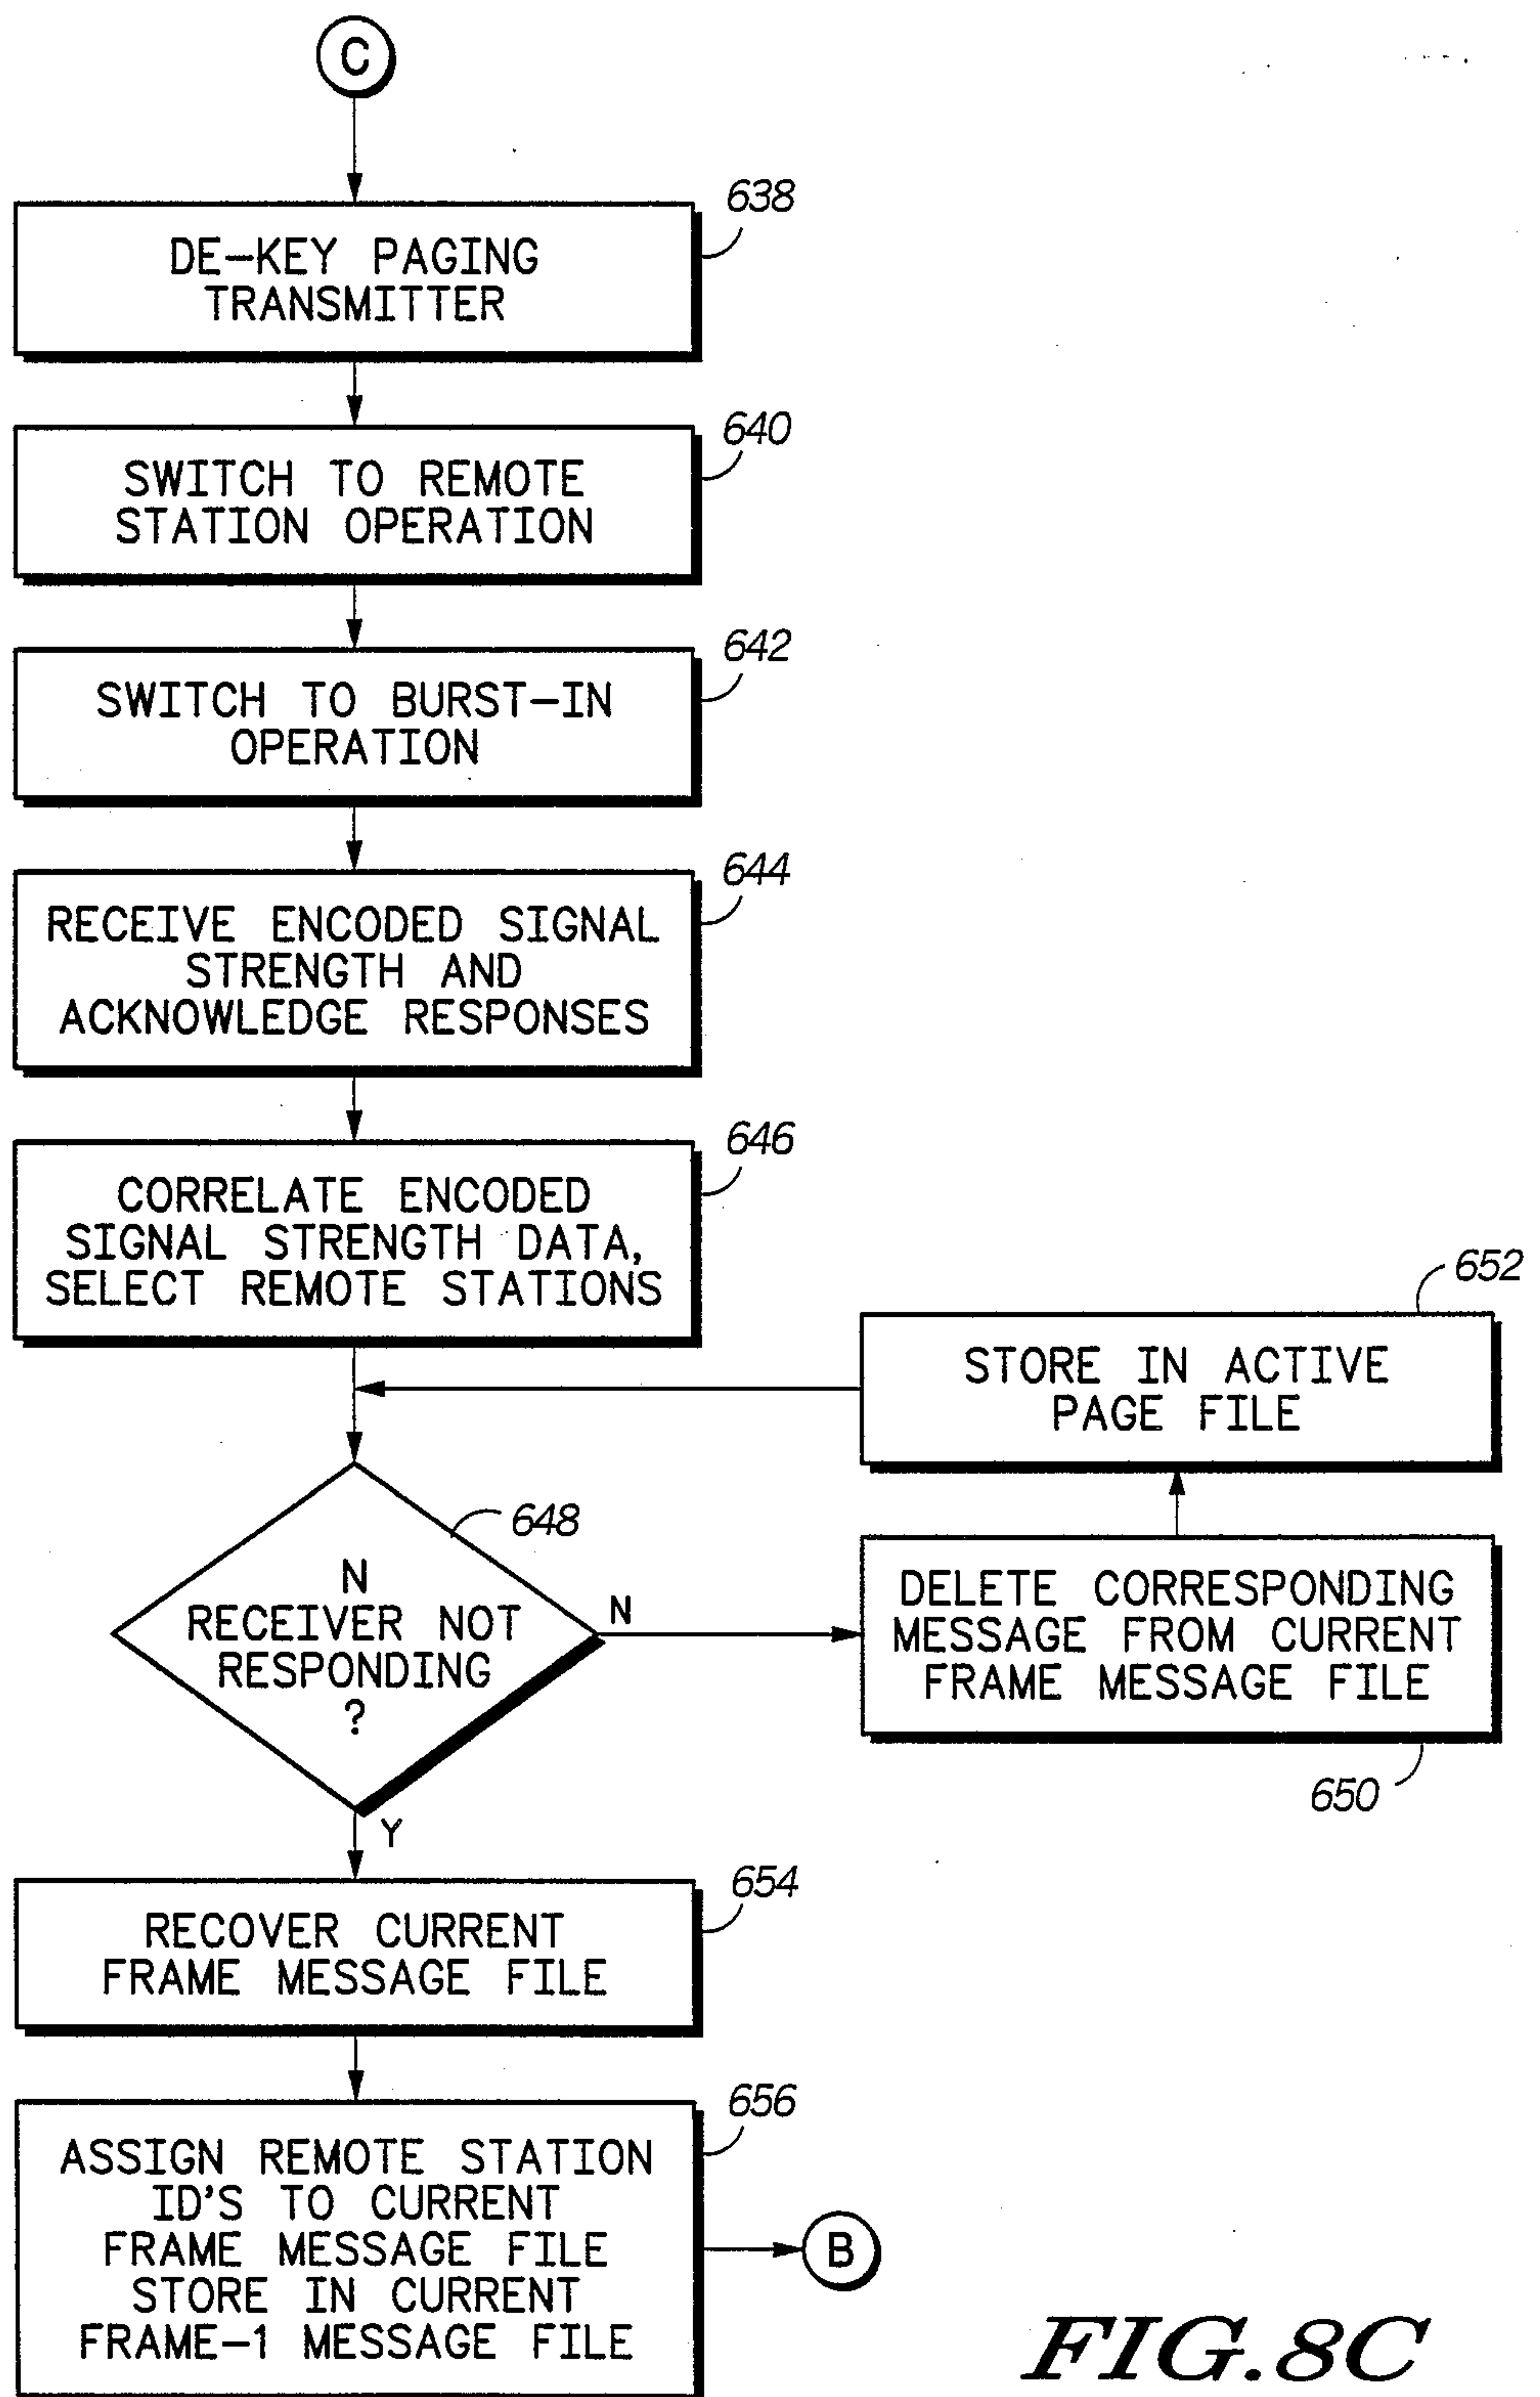 C
638
DE-KEY PAGING
TRANSMITTER
640
SWITCH TO REMOTE
STATION OPERATION
642
SWITCH TO BURST-IN
OPERATION
644
RECEIVE ENCODED SIGNAL
STRENGTH AND
ACKNOWLEDGE RESPONSES
646
CORRELATE ENCODED
SIGNAL STRENGTH DATA,
SELECT REMOTE STATIONS
652
STORE IN ACTIVE
PAGE FILE
648
N
RECEIVER NOT
RESPONDING
?
N
DELETE CORRESPONDING
MESSAGE FROM CURRENT
FRAME MESSAGE FILE
650
Y
654
RECOVER CURRENT
FRAME MESSAGE FILE
656
ASSIGN REMOTE STATION
ID'S TO CURRENT
FRAME MESSAGE FILE
STORE IN CURRENT
FRAME-1 MESSAGE FILE
B
FIG.8C